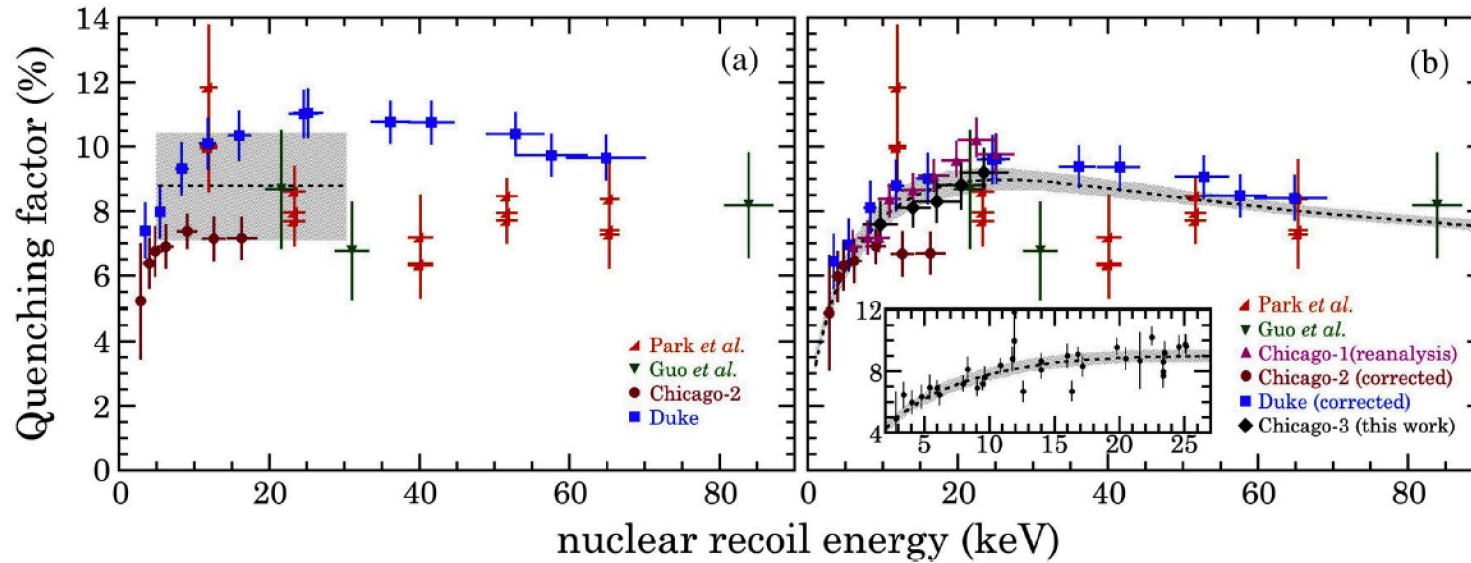 Quenching factor (%)
14
12
10
8
6
4
2
0
(a)
Park et al.
Guo et al.
Chicago-2
Duke
0 20 40 60 80
(b)
Park et al.
Guo et al.
Chicago-1(reanalysis)
Chicago-2 (corrected)
Duke (corrected)
Chicago-3 (this work)
12
8
4
5 10 15 20 25
0 20 40 60 80
nuclear recoil energy (keV)